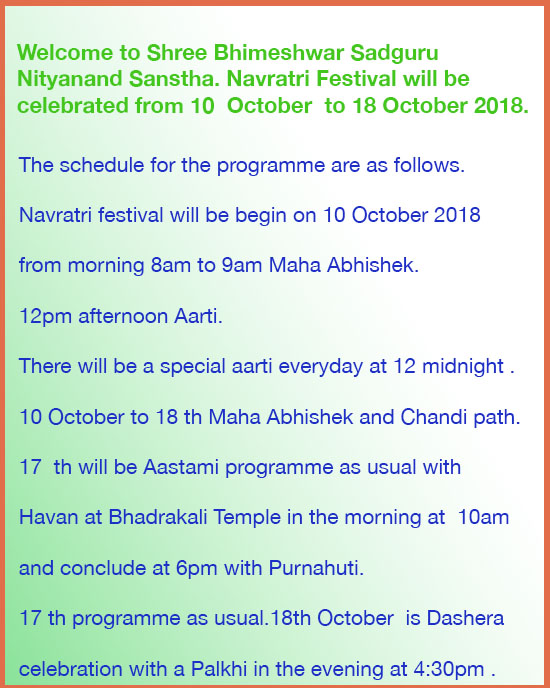 Welcome to Shree Bhimeshwar Sadguru
Nityanand Sanstha. Navratri Festival will be
celebrated from 10  October  to 18 October 2018.
The schedule for the programme are as follows.
Navratri festival will be begin on 10 October 2018
from morning 8am to 9am Maha Abhishek.
12pm afternoon Aarti.
There will be a special aarti everyday at 12 midnight .
10 October to 18 th Maha Abhishek and Chandi path.
17  th will be Aastami programme as usual with
Havan at Bhadrakali Temple in the morning at  10am
and conclude at 6pm with Purnahuti.
17 th programme as usual.18th October  is Dashera
celebration with a Palkhi in the evening at 4:30pm .